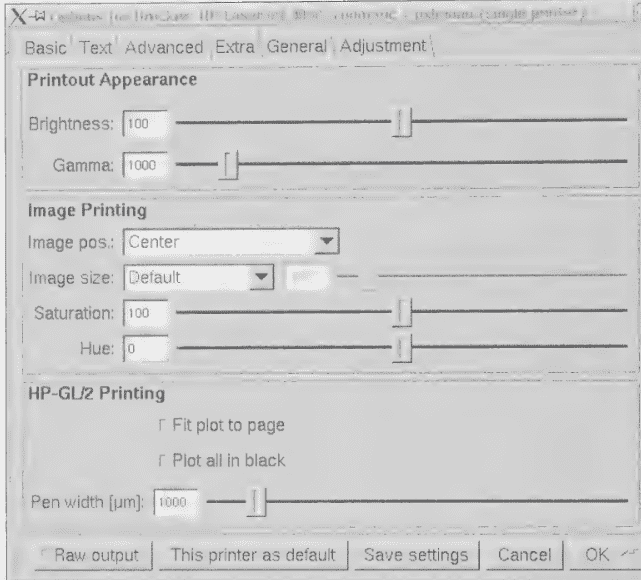 Basic Text Advanced Extra General Adjustment
Printout Appearance
Brightness: 100
Gamma: 1000
Image Printing
Image pos.: Center
Image size: Default
Saturation: 100
Hue: 0
HP-GL/2 Printing
Fit plot to page
Plot all in black
Pen width [µm]: 1000
Raw output This printer as default Save settings Cancel OK